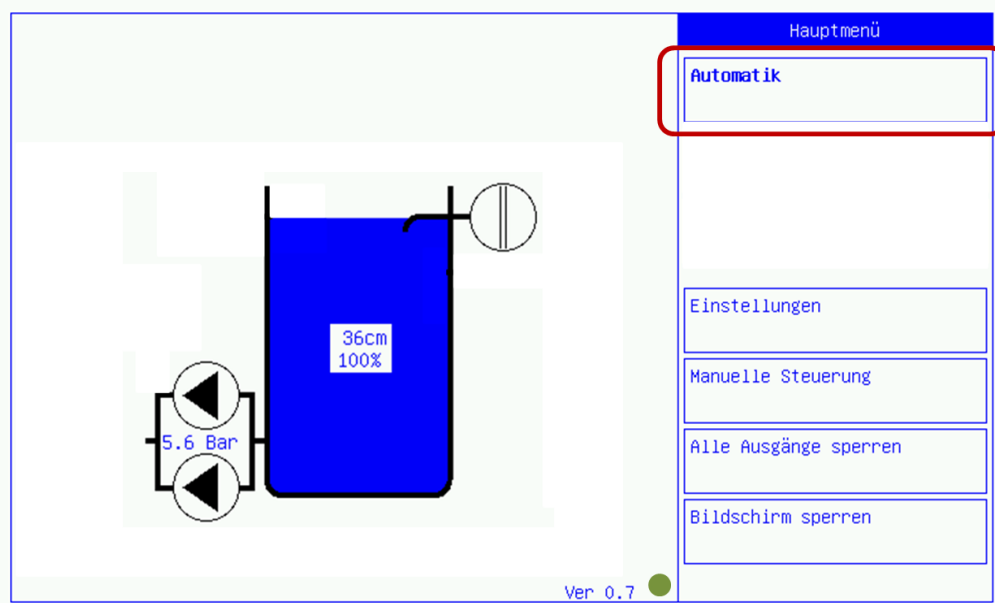 Hauptmenü
Automatik
36cm
100%
5.6 Bar
Einstellungen
Manuelle Steuerung
Alle Ausgänge sperren
Bildschirm sperren
Ver 0.7